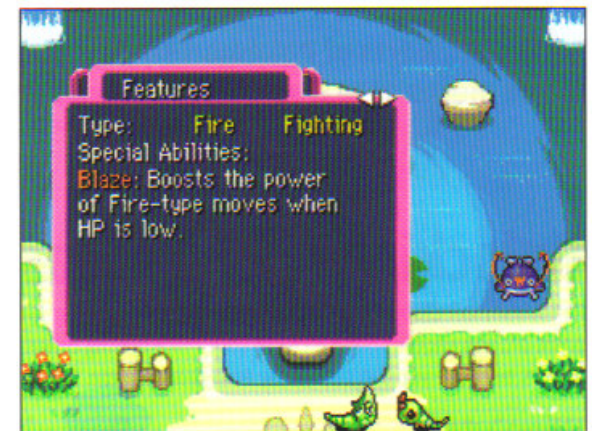 Features
Type: Fire Fighting
Special Abilities:
Blaze: Boosts the power
of Fire-type moves when
HP is low.